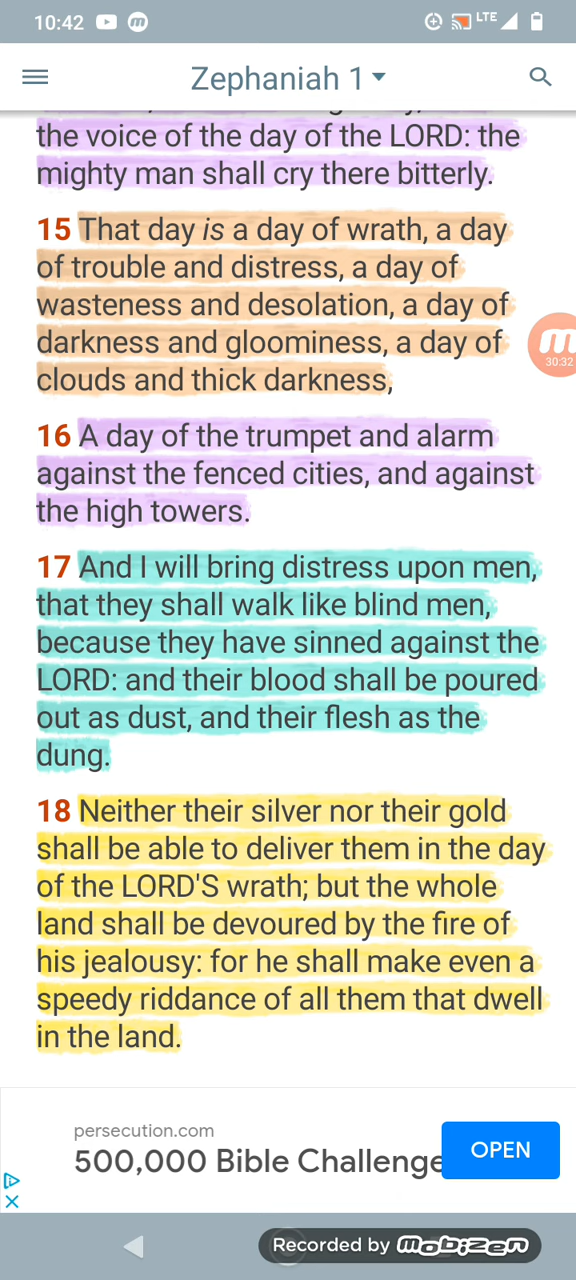 10:42
LTE
Zephaniah 1
the voice of the day of the LORD: the
mighty man shall cry there bitterly.
15 That day is a day of wrath, a day
of trouble and distress, a day of
wasteness and desolation, a day of
darkness and gloominess, a day of
clouds and thick darkness,
30:32
16 A day of the trumpet and alarm
against the fenced cities, and against
the high towers.
17 And I will bring distress upon men,
that they shall walk like blind men,
because they have sinned against the
LORD: and their blood shall be poured
out as dust, and their flesh as the
dung.
18 Neither their silver nor their gold
shall be able to deliver them in the day
of the LORD'S wrath; but the whole
land shall be devoured by the fire of
his jealousy: for he shall make even a
speedy riddance of all them that dwell
in the land.
persecution.com
500,000 Bible Challenge
OPEN
Recorded by mobizen